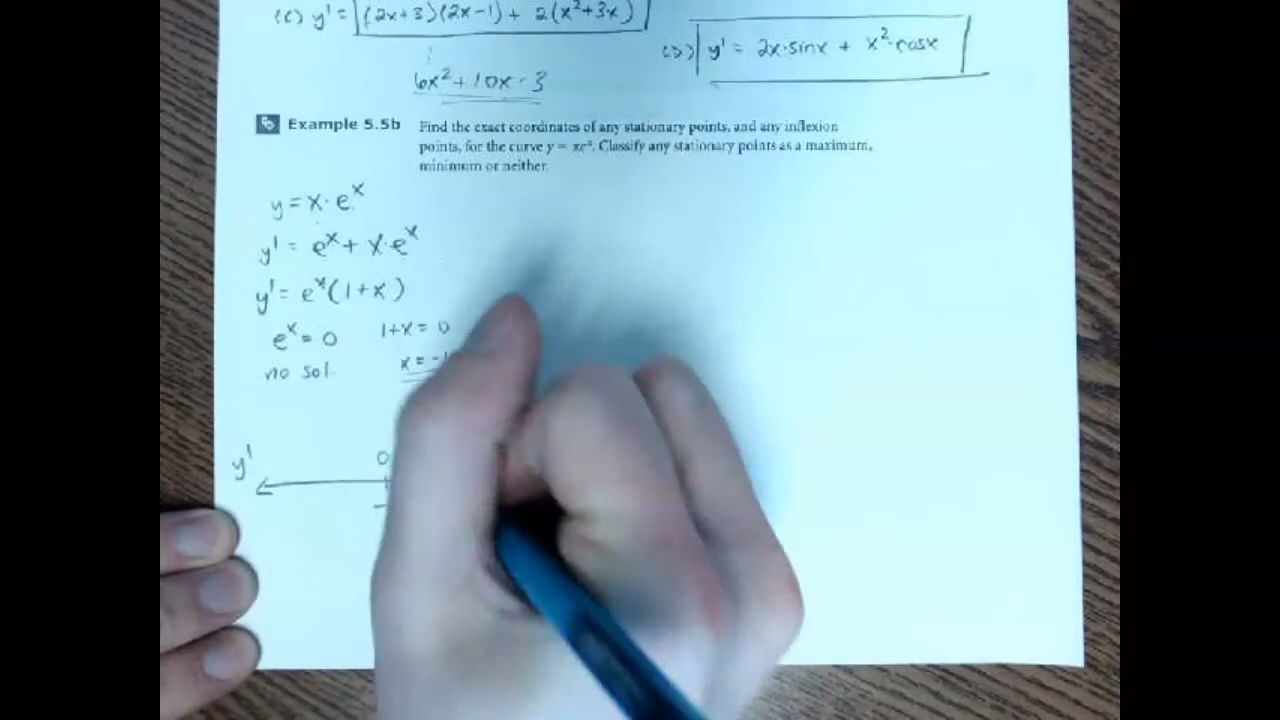 (C) y' = (2x+3)(2x-1) + 2(x²+3x)
6x² + 10x - 3
(D) y' = 2x·sinx + x²·cosx
Example 5.5b Find the exact coordinates of any stationary points, and any inflexion
points, for the curve y = xeˣ. Classify any stationary points as a maximum,
minimum or neither.
y = x·eˣ
y' = eˣ + x·eˣ
y' = eˣ(1+x)
eˣ = 0 1+x = 0
no sol. x = -1
y' 0